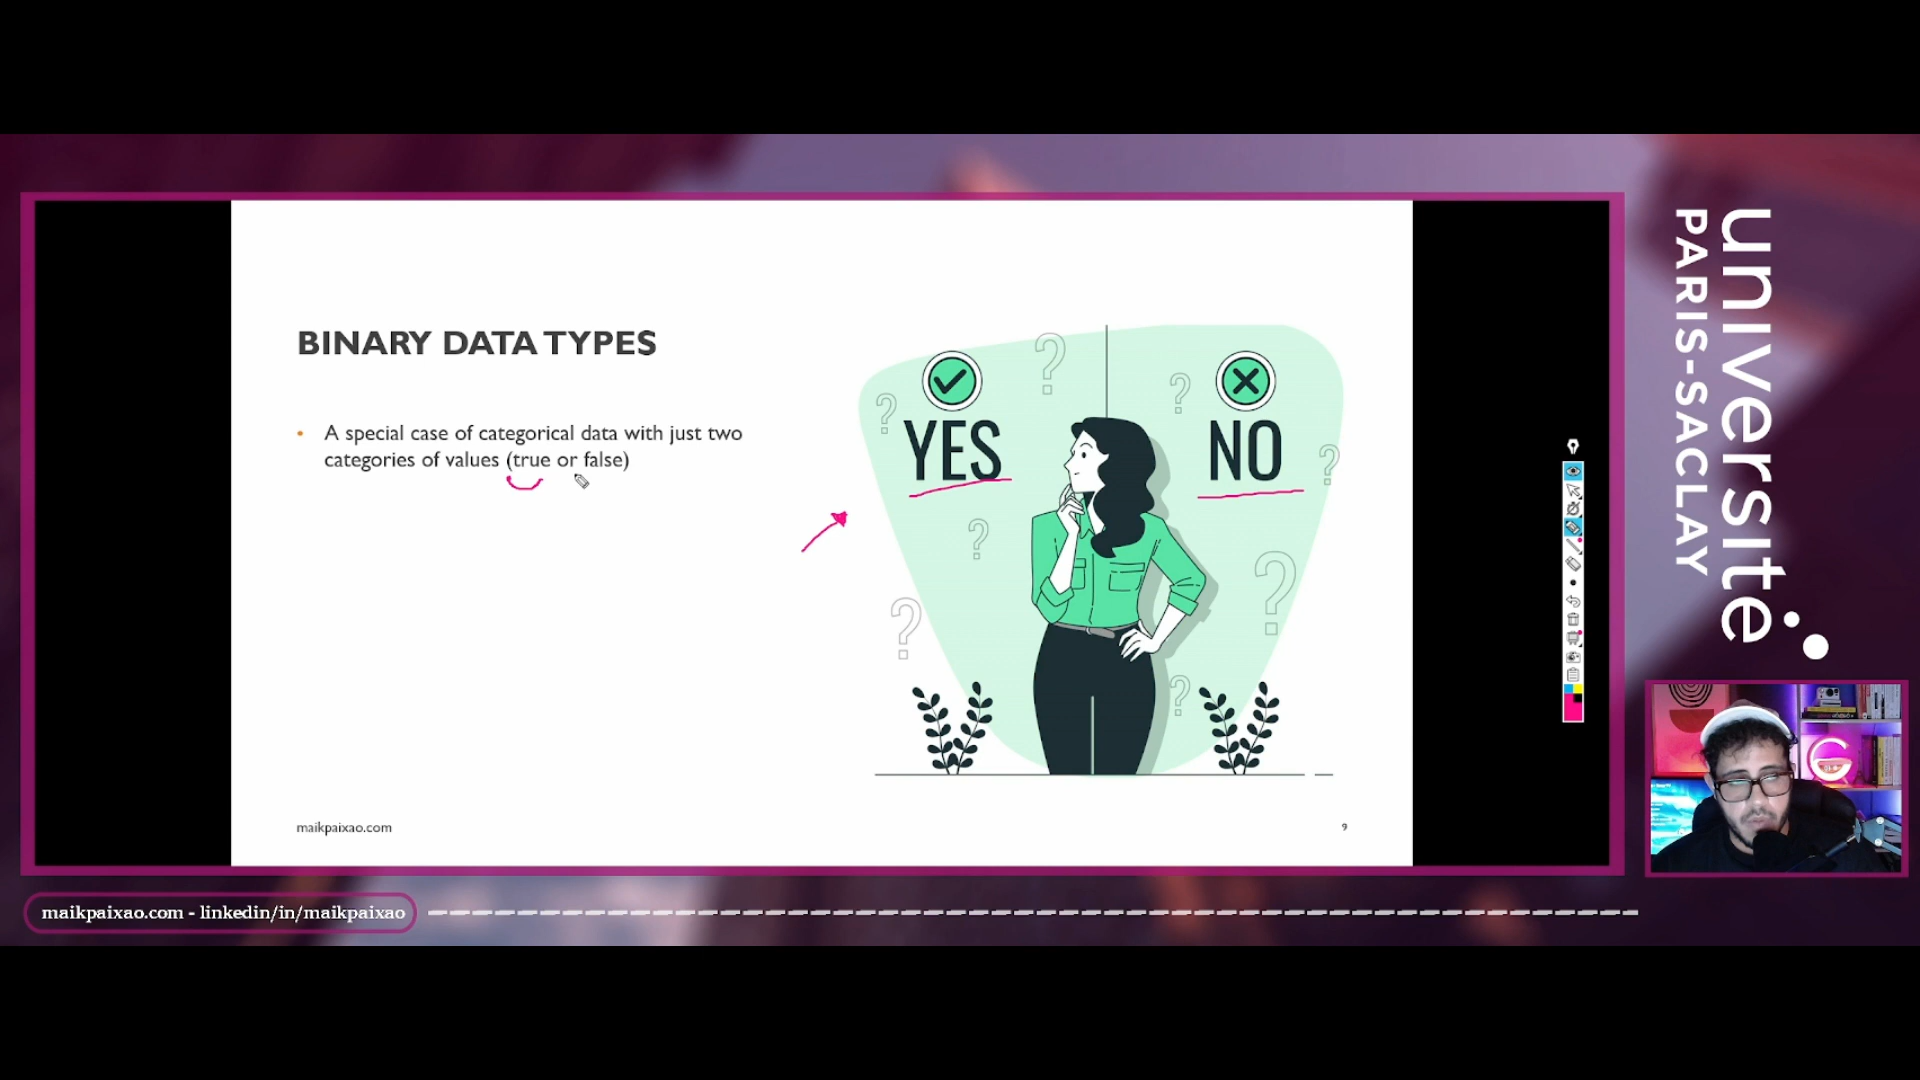 BINARY DATA TYPES
• A special case of categorical data with just two
categories of values (true or false)
YES
NO
?
?
?
?
?
?
?
?
maikpaixao.com
9
universite
PARIS-SACLAY
maikpaixao.com - linkedin/in/maikpaixao